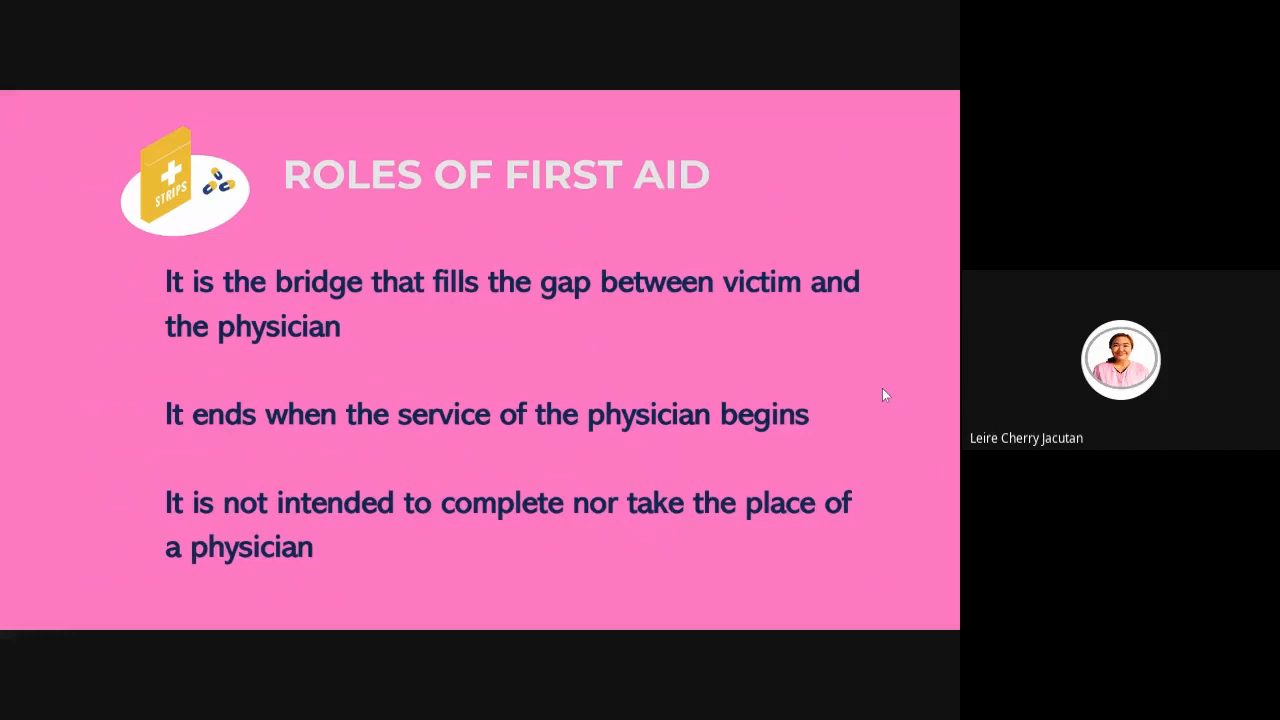 STRIPS
ROLES OF FIRST AID
It is the bridge that fills the gap between victim and
the physician
It ends when the service of the physician begins
It is not intended to complete nor take the place of
a physician
Leire Cherry Jacutan